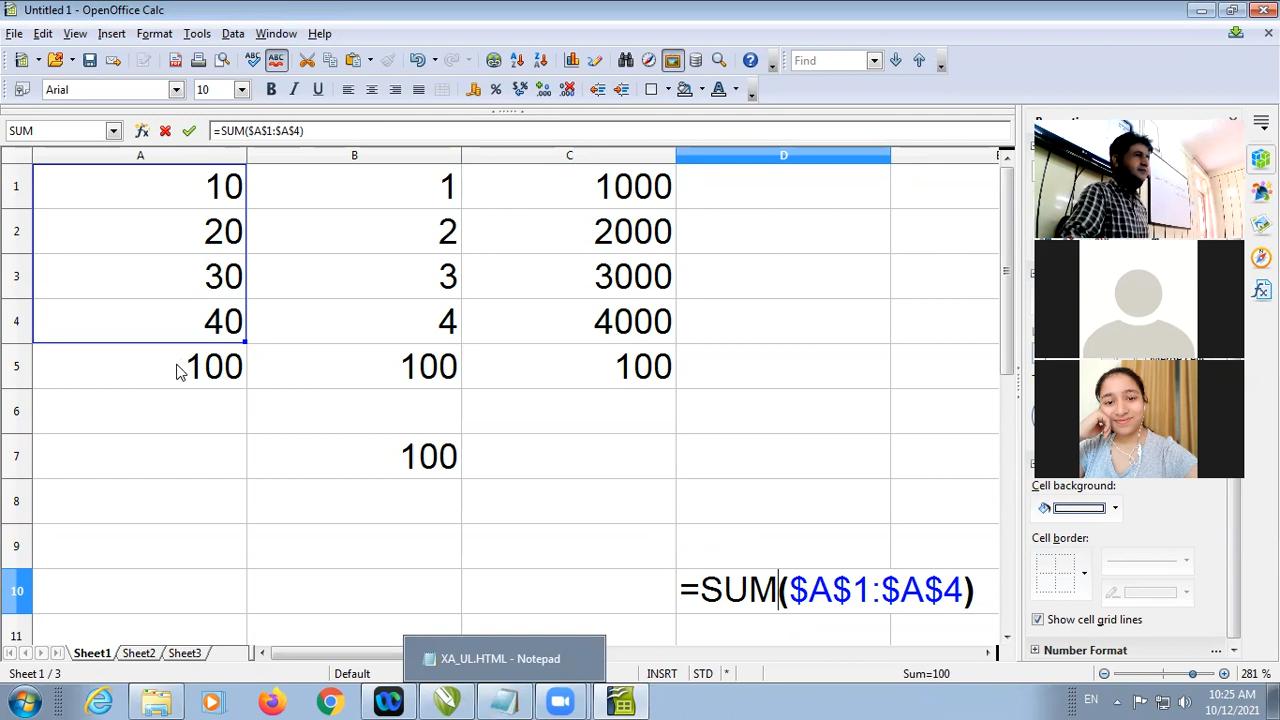 Untitled 1 - OpenOffice Calc
File Edit View Insert Format Tools Data Window Help
ABC ABC Find
Arial 10 B I U
SUM =SUM($A$1:$A$4)
A B C D E
1 10 1 1000
2 20 2 2000
3 30 3 3000
4 40 4 4000
5 100 100 100
6
7 100
8
9
10 =SUM($A$1:$A$4)
11
Cell background:
Cell border:
Show cell grid lines
Number Format ...
Sheet1 Sheet2 Sheet3
XA_UL.HTML - Notepad
Sheet 1 / 3 Default INSRT STD * Sum=100 281 %
EN 10:25 AM
10/12/2021